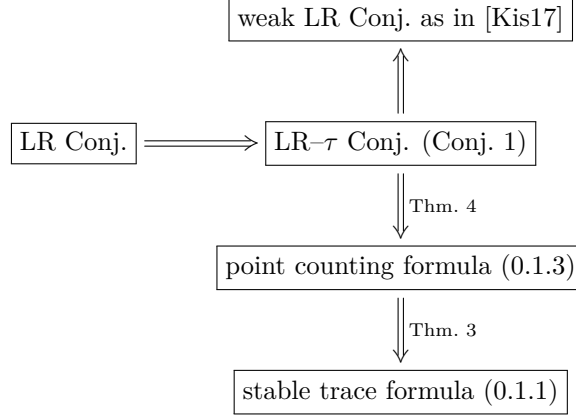 weak LR Conj. as in [Kis17]
LR Conj.
LR–τ Conj. (Conj. 1)
Thm. 4
point counting formula (0.1.3)
Thm. 3
stable trace formula (0.1.1)